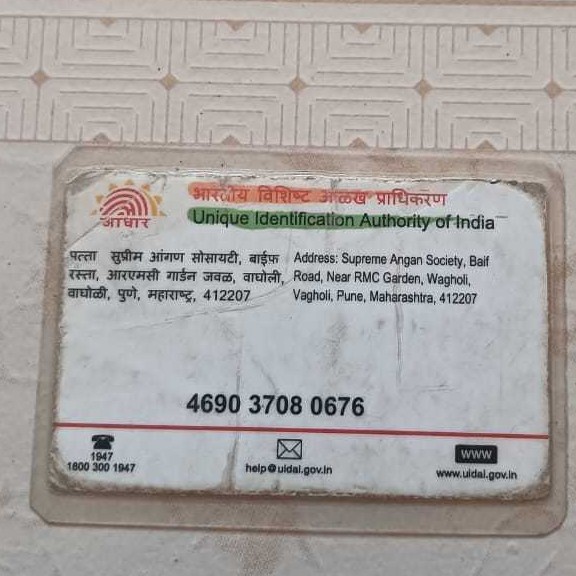 भारतीय विशिष्ट ओळख प्राधिकरण
Unique Identification Authority of India
आधार
पत्ता सुप्रीम आंगण सोसायटी, बाईफ
रस्ता, आरएमसी गार्डन जवळ, वाघोली,
वाघोळी, पुणे, महाराष्ट्र, 412207
Address: Supreme Angan Society, Baif
Road, Near RMC Garden, Wagholi,
Vagholi, Pune, Maharashtra, 412207
4690 3708 0676
1947
1800 300 1947
help@uidai.gov.in
www
www.uidai.gov.in